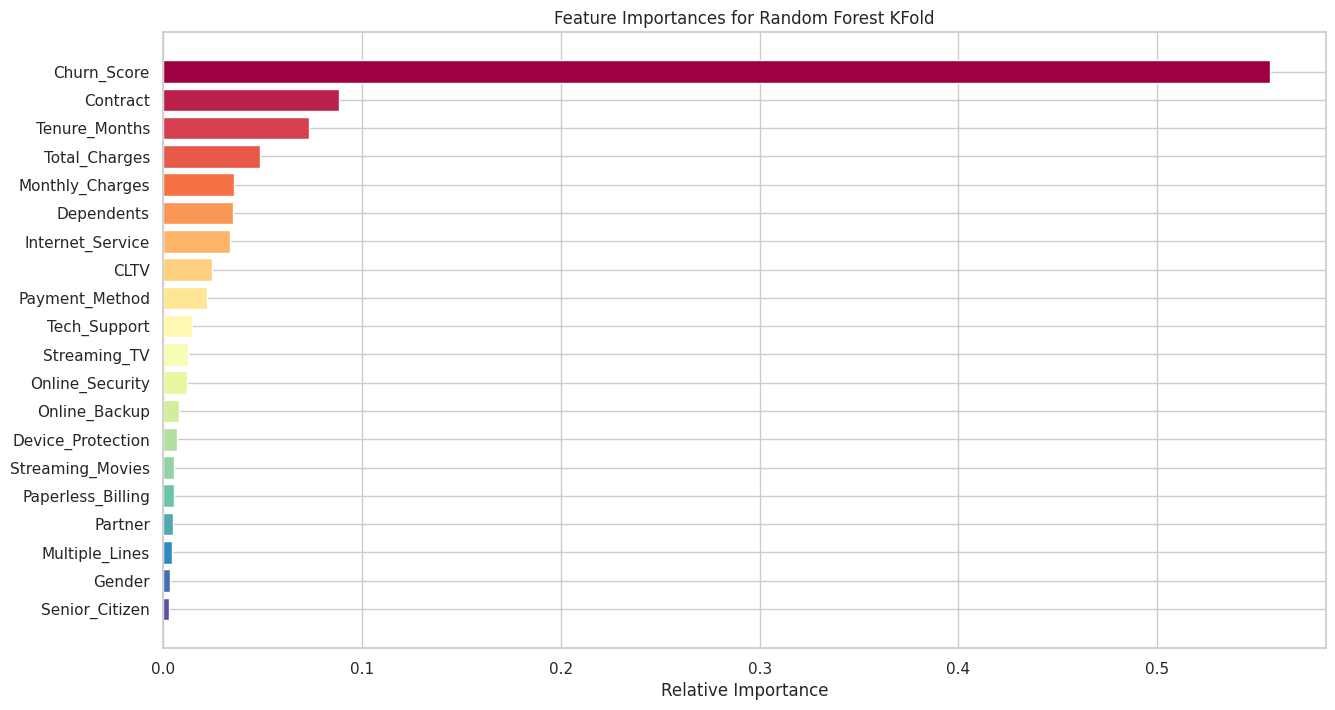 Feature Importances for Random Forest KFold
Churn_Score
Contract
Tenure_Months
Total_Charges
Monthly_Charges
Dependents
Internet_Service
CLTV
Payment_Method
Tech_Support
Streaming_TV
Online_Security
Online_Backup
Device_Protection
Streaming_Movies
Paperless_Billing
Partner
Multiple_Lines
Gender
Senior_Citizen
0.0 0.1 0.2 0.3 0.4 0.5
Relative Importance